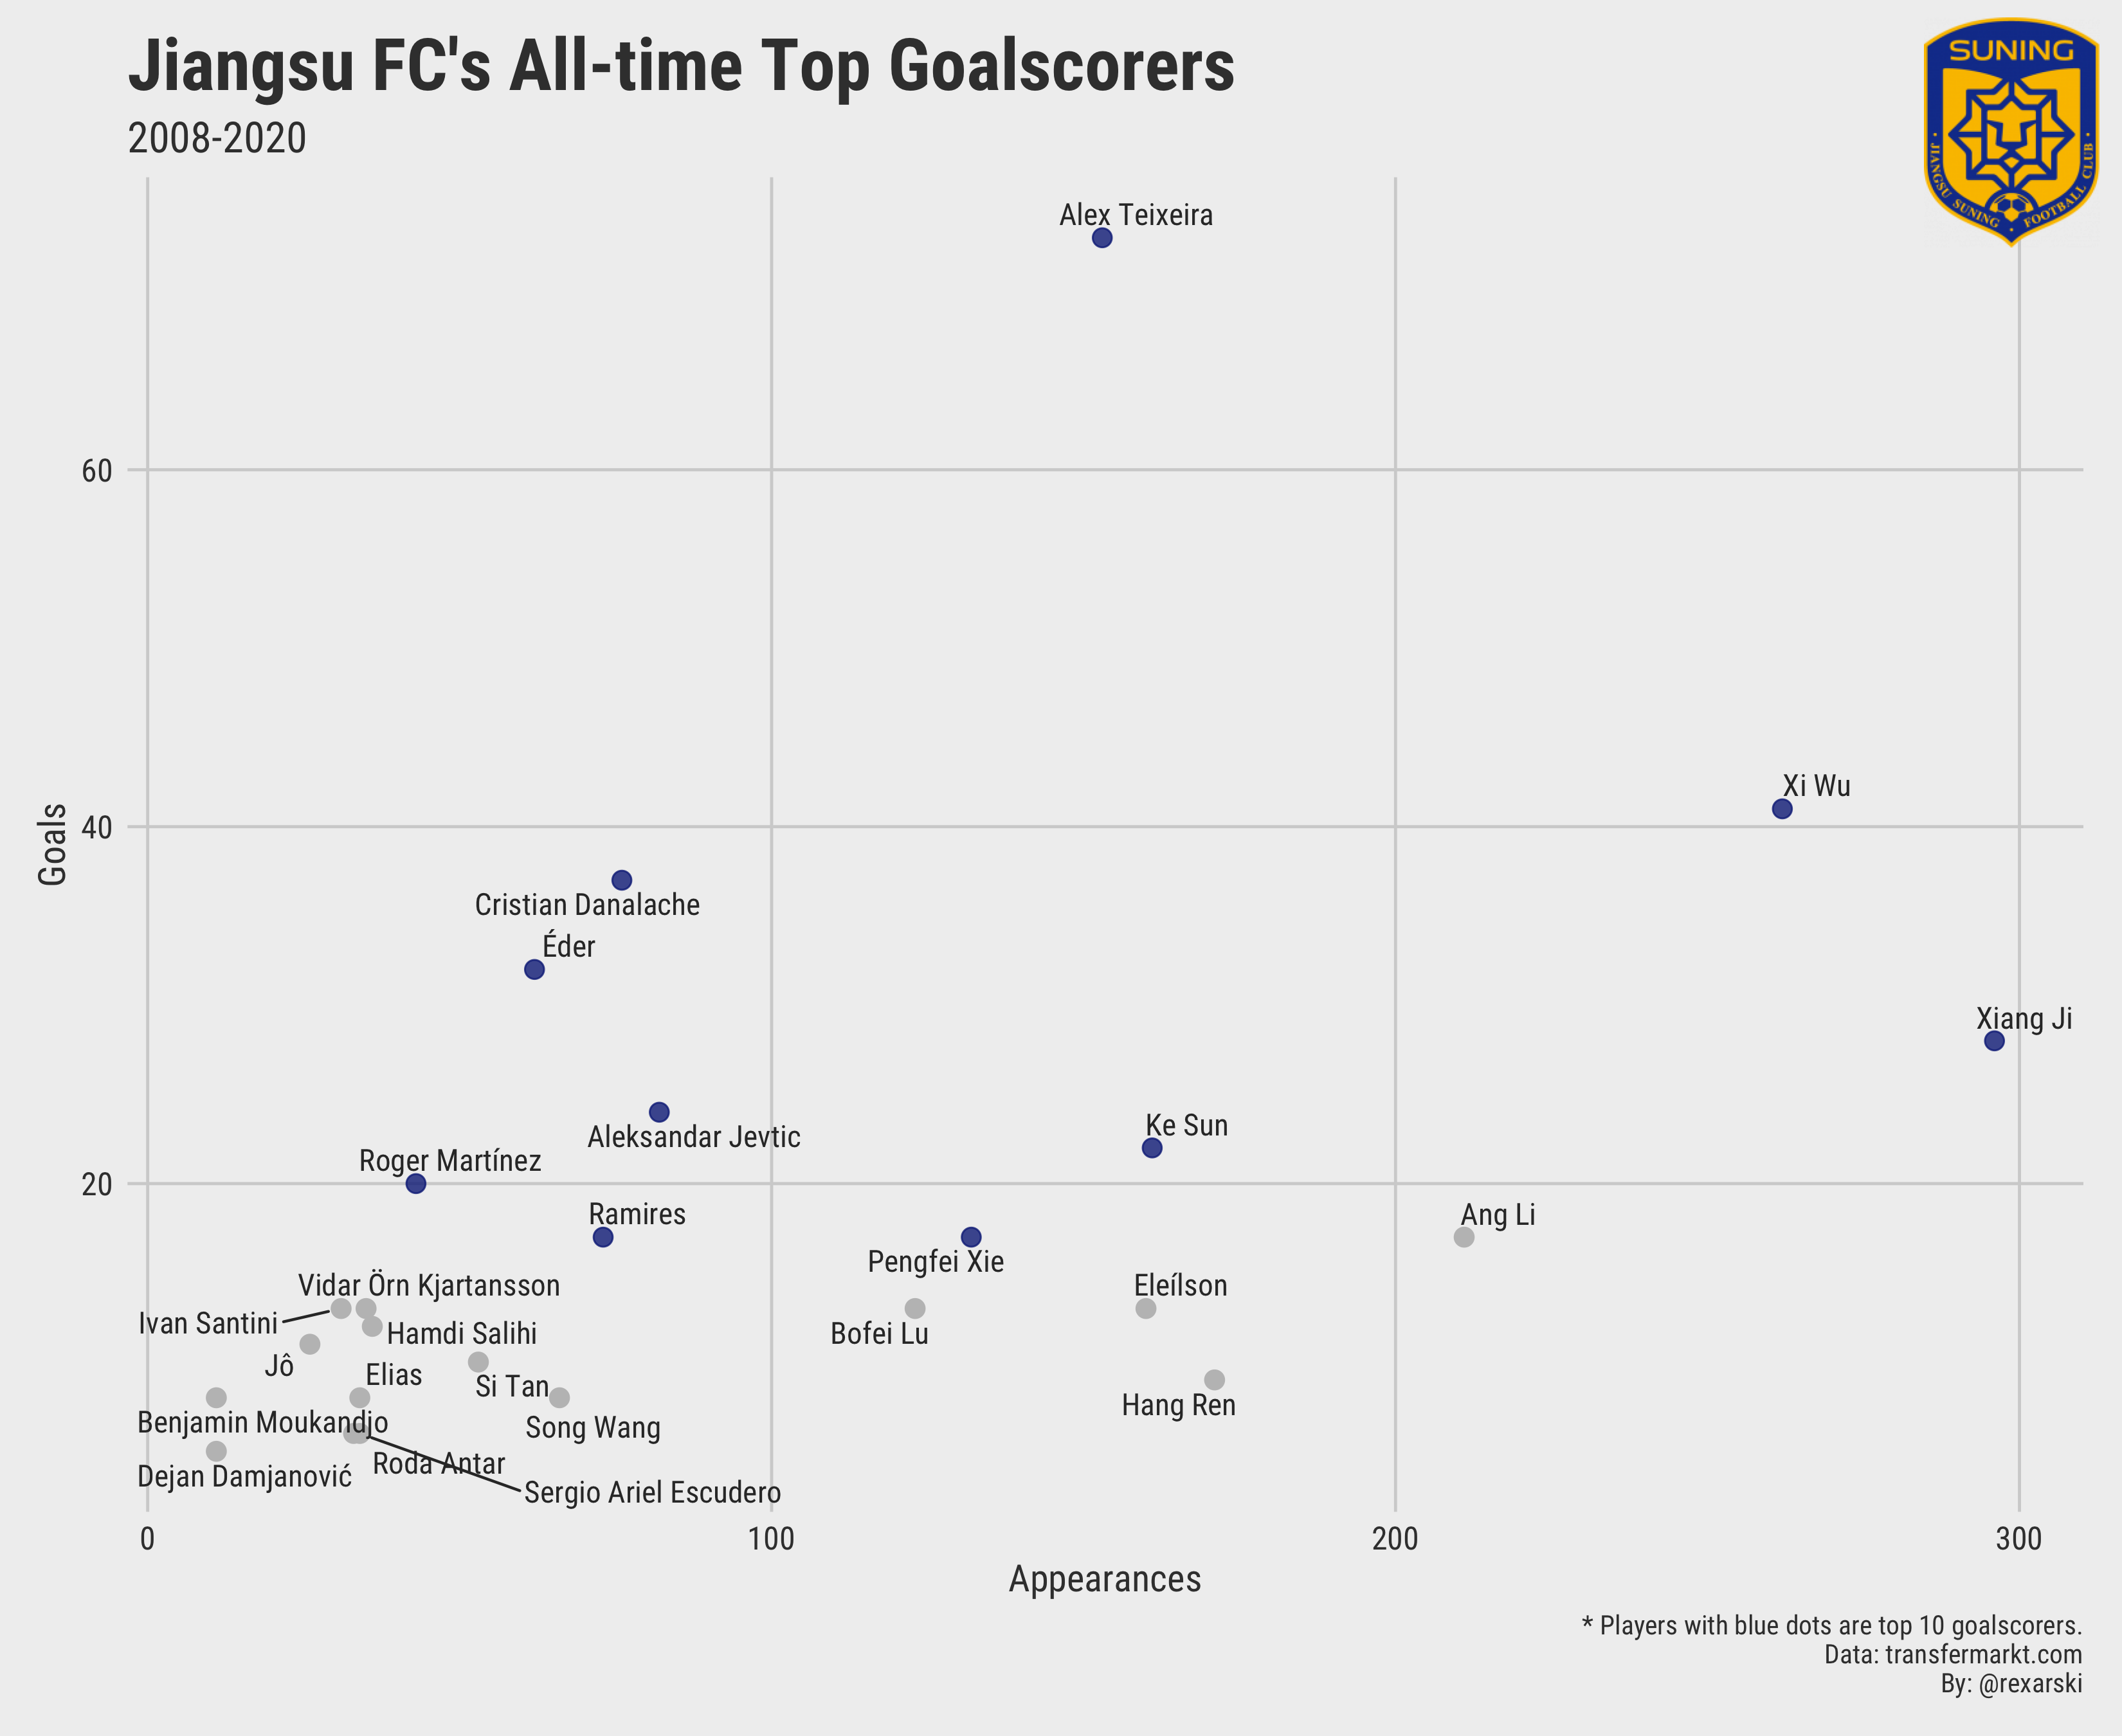 Jiangsu FC's All-time Top Goalscorers
2008-2020
SUNING
JIANGSU SUNING • FOOTBALL CLUB
Alex Teixeira
60
Xi Wu
40
Goals
Cristian Danalache
Éder
Xiang Ji
Ke Sun
Aleksandar Jevtic
Roger Martínez
20
Ramires
Ang Li
Pengfei Xie
Vidar Örn Kjartansson
Eleílson
Ivan Santini
Hamdi Salihi
Bofei Lu
Jô
Elias
Si Tan
Hang Ren
Benjamin Moukandjo
Song Wang
Roda Antar
Dejan Damjanović
Sergio Ariel Escudero
0 100 200 300
Appearances
* Players with blue dots are top 10 goalscorers.
Data: transfermarkt.com
By: @rexarski